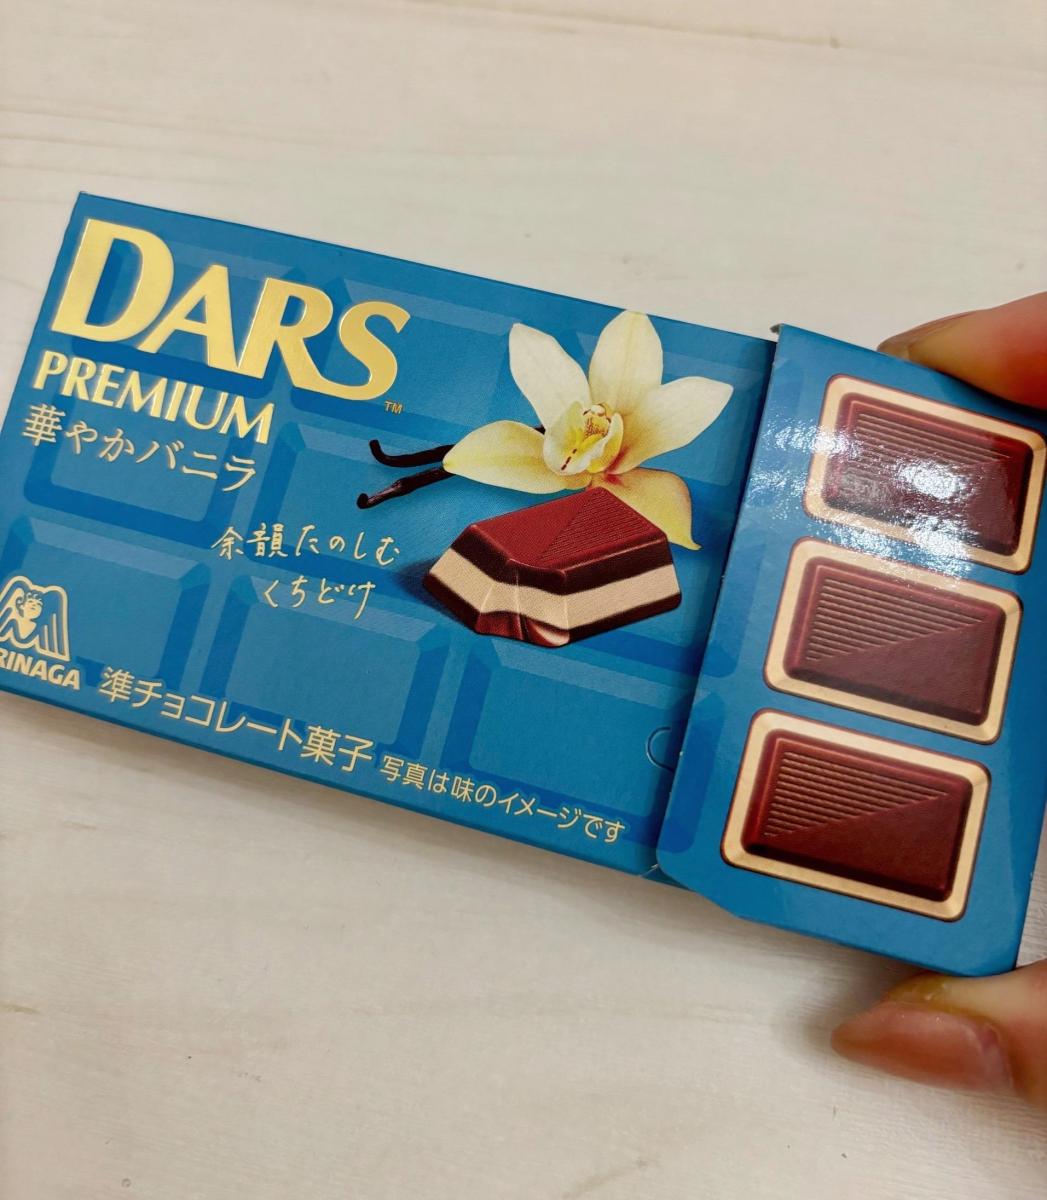 DARS
TM
PREMIUM
華やかバニラ
余韻たのしむ
くちどけ
RINAGA
準チョコレート菓子 写真は味のイメージです